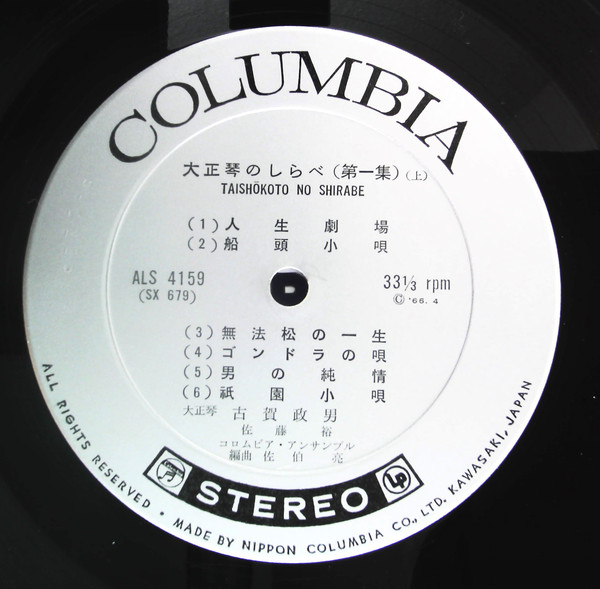 COLUMBIA
大正琴のしらべ(第一集)(上)
TAISHŌKOTO NO SHIRABE
(1)人生劇場
(2)船頭小唄
ALS 4159
(SX 679)
33⅓ rpm
© '66. 4
(3)無法松の一生
(4)ゴンドラの唄
(5)男の純情
(6)祇園小唄
大正琴 古賀政男
佐藤裕
コロムビア・アンサンブル
編曲 佐伯亮
STEREO
LP
ALL RIGHTS RESERVED • MADE BY NIPPON COLUMBIA CO., LTD. KAWASAKI, JAPAN